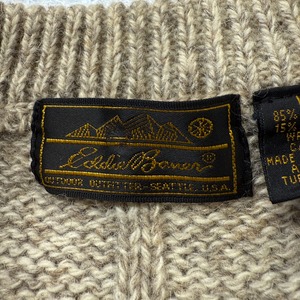 Eddie Bauer®
OUTDOOR OUTFITTER-SEATTLE, U.S.A.
85%
15%
MADE